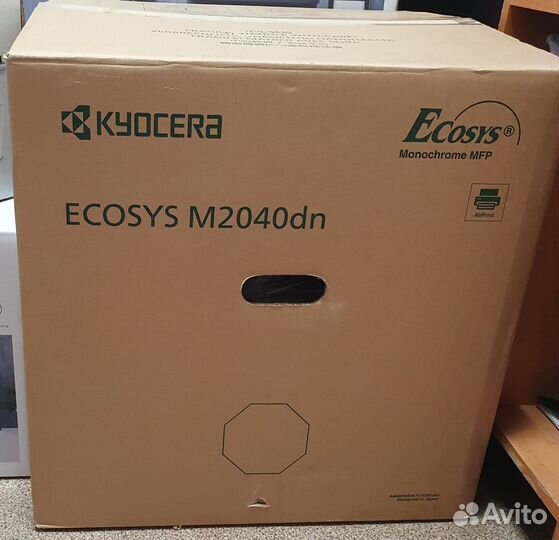 KYOCERA
ECOSYS®
Monochrome MFP
ECOSYS M2040dn
AirPrint
Assembled in Vietnam
Designed in Japan
Avito